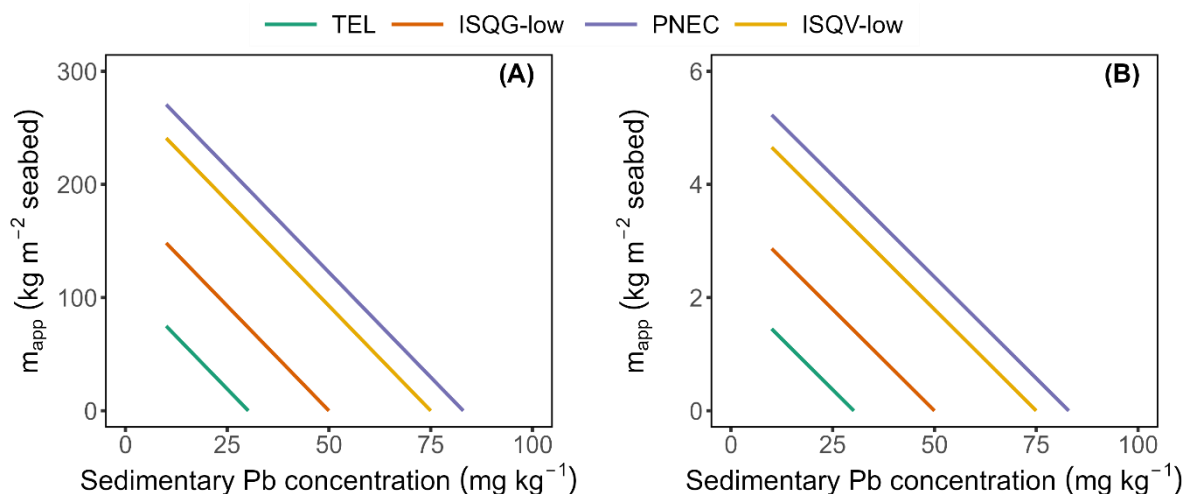 TEL ISQG-low PNEC ISQV-low
(A)
300
200
100
0
m_app (kg m⁻² seabed)
0 25 50 75 100
Sedimentary Pb concentration (mg kg⁻¹)
(B)
6
4
2
0
m_app (kg m⁻² seabed)
0 25 50 75 100
Sedimentary Pb concentration (mg kg⁻¹)